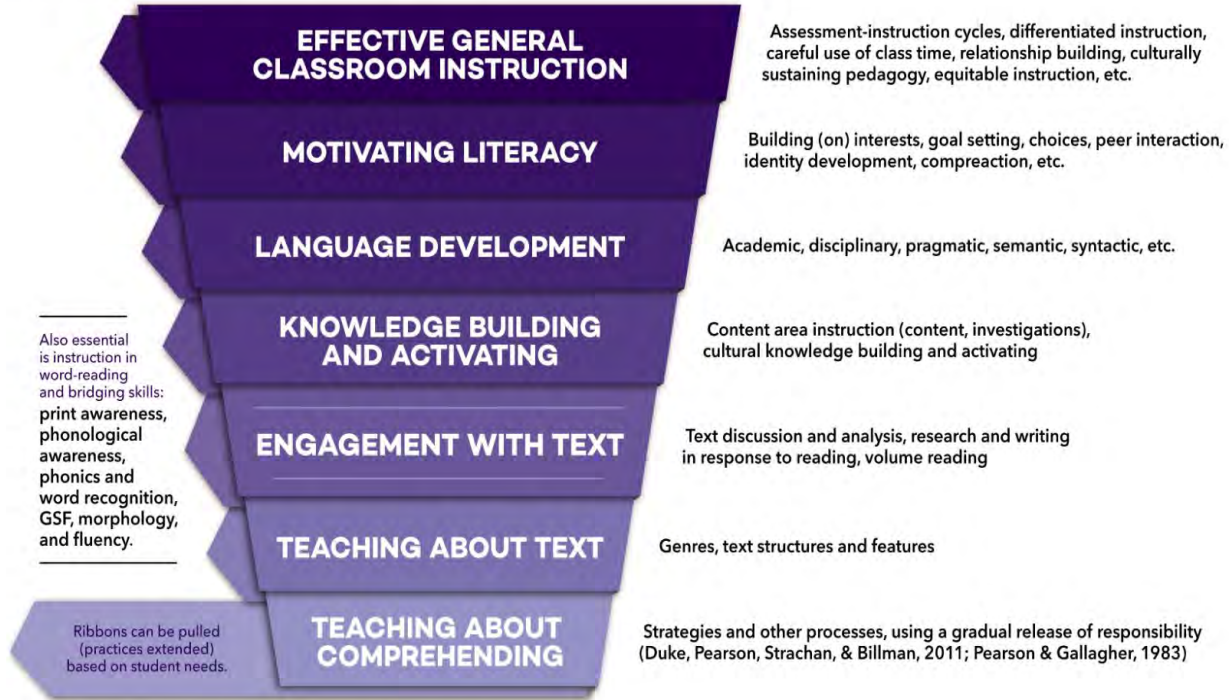 EFFECTIVE GENERAL
CLASSROOM INSTRUCTION
Assessment-instruction cycles, differentiated instruction,
careful use of class time, relationship building, culturally
sustaining pedagogy, equitable instruction, etc.
MOTIVATING LITERACY
Building (on) interests, goal setting, choices, peer interaction,
identity development, compreaction, etc.
LANGUAGE DEVELOPMENT
Academic, disciplinary, pragmatic, semantic, syntactic, etc.
KNOWLEDGE BUILDING
AND ACTIVATING
Content area instruction (content, investigations),
cultural knowledge building and activating
ENGAGEMENT WITH TEXT
Text discussion and analysis, research and writing
in response to reading, volume reading
TEACHING ABOUT TEXT
Genres, text structures and features
TEACHING ABOUT
COMPREHENDING
Strategies and other processes, using a gradual release of responsibility
(Duke, Pearson, Strachan, & Billman, 2011; Pearson & Gallagher, 1983)
Also essential
is instruction in
word-reading
and bridging skills:
print awareness,
phonological
awareness,
phonics and
word recognition,
GSF, morphology,
and fluency.
Ribbons can be pulled
(practices extended)
based on student needs.